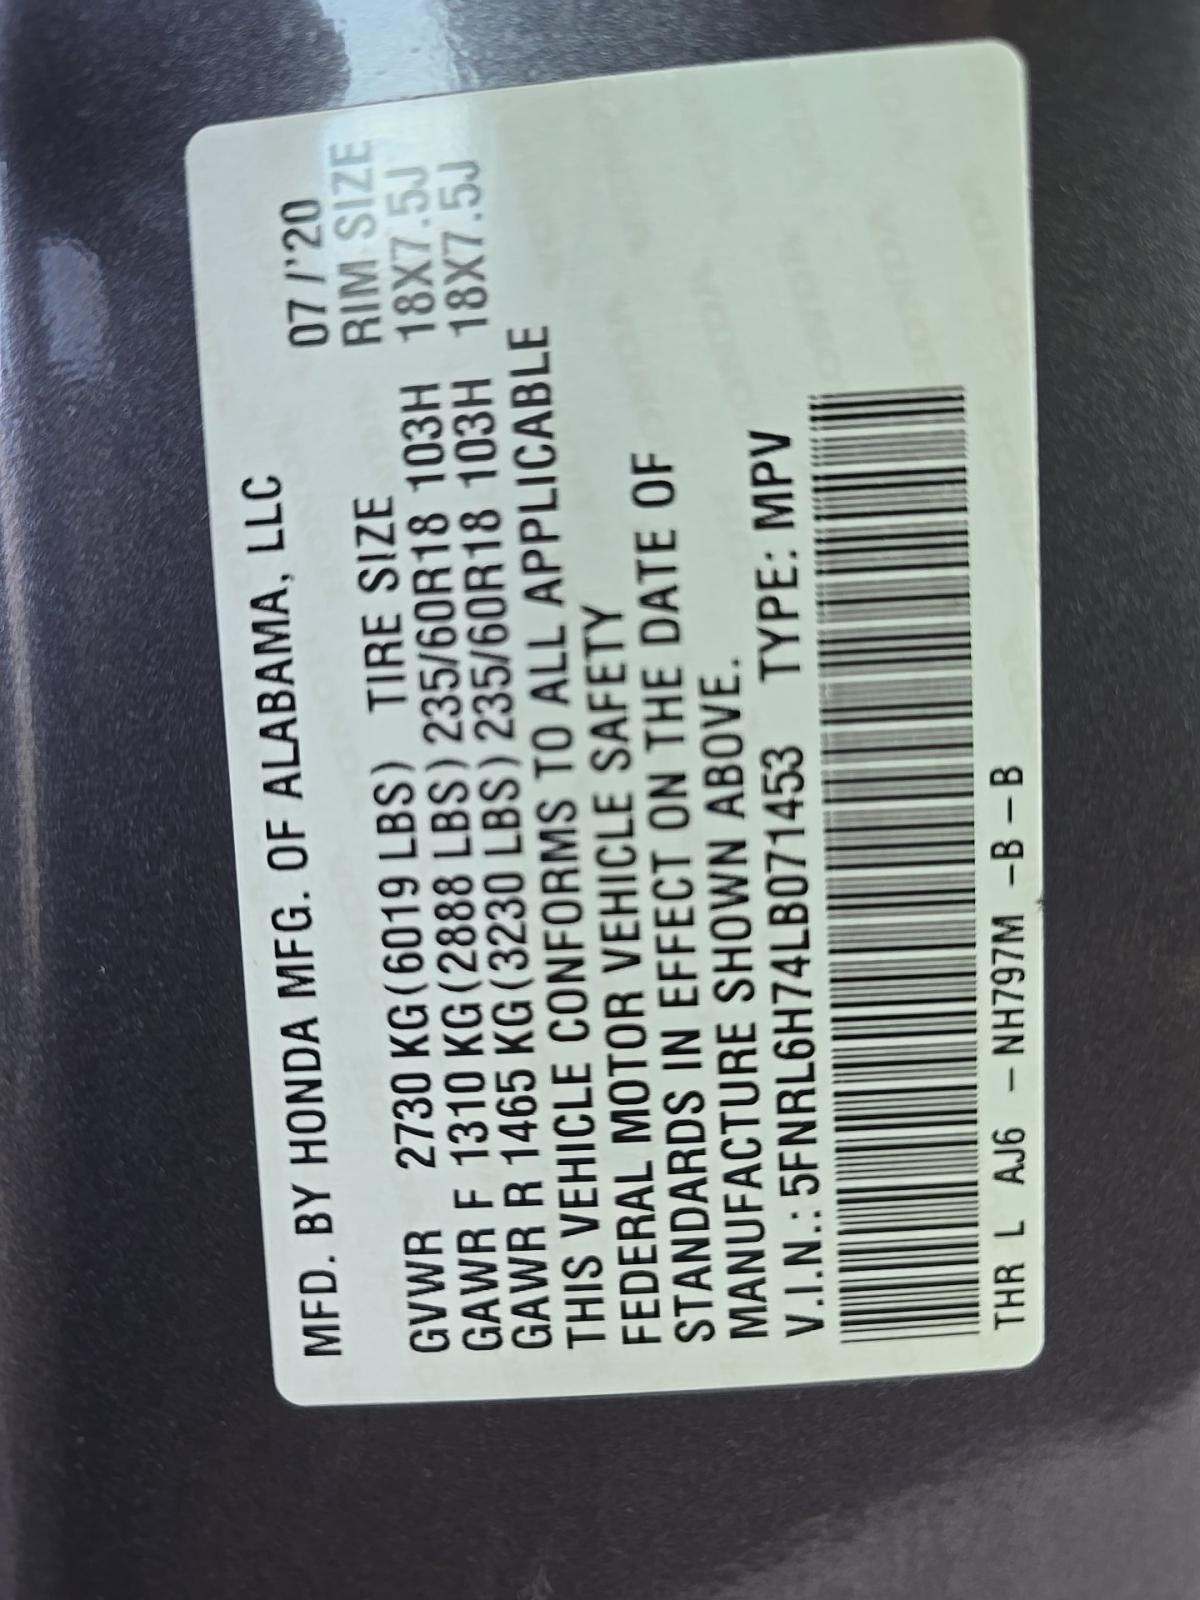 MFD. BY HONDA MFG. OF ALABAMA, LLC
07/'20
TIRE SIZE RIM SIZE
GVWR 2730 KG(6019 LBS)
GAWR F 1310 KG(2888 LBS) 235/60R18 103H 18X7.5J
GAWR R 1465 KG(3230 LBS) 235/60R18 103H 18X7.5J
THIS VEHICLE CONFORMS TO ALL APPLICABLE
FEDERAL MOTOR VEHICLE SAFETY
STANDARDS IN EFFECT ON THE DATE OF
MANUFACTURE SHOWN ABOVE.
V.I.N.: 5FNRL6H74LB071453 TYPE: MPV
THR L AJ6 – NH797M –B – B